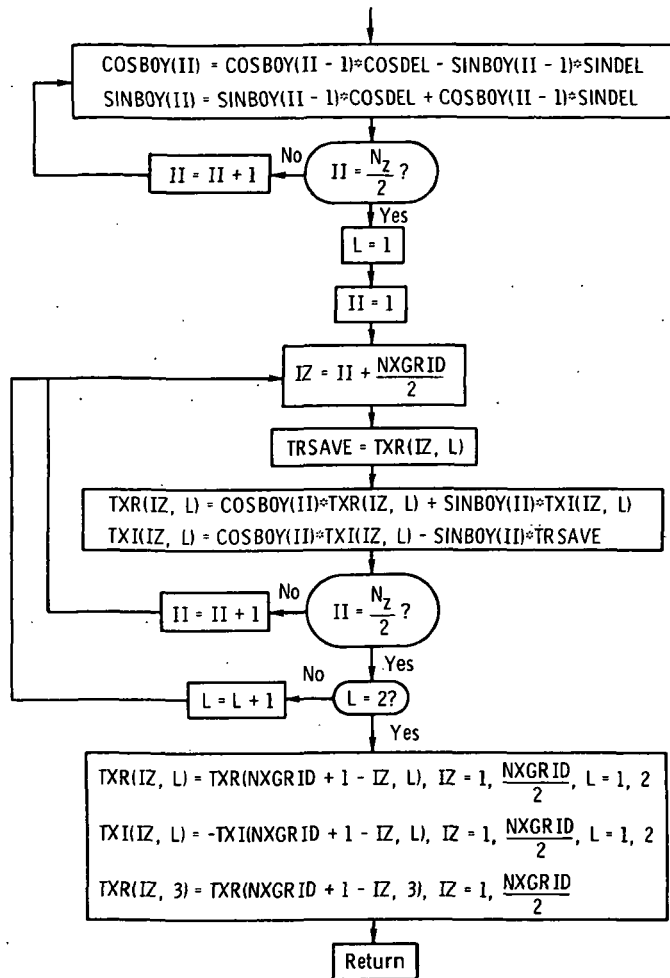 COSBOY(II) = COSBOY(II - 1)*COSDEL - SINBOY(II - 1)*SINDEL
SINBOY(II) = SINBOY(II - 1)*COSDEL + COSBOY(II - 1)*SINDEL
No
II = II + 1
II = N_Z/2 ?
Yes
L = 1
II = 1
IZ = II + NXGRID/2
TRSAVE = TXR(IZ, L)
TXR(IZ, L) = COSBOY(II)*TXR(IZ, L) + SINBOY(II)*TXI(IZ, L)
TXI(IZ, L) = COSBOY(II)*TXI(IZ, L) - SINBOY(II)*TRSAVE
No
II = II + 1
II = N_Z/2 ?
Yes
No
L = L + 1
L = 2?
Yes
TXR(IZ, L) = TXR(NXGRID + 1 - IZ, L), IZ = 1, NXGRID/2, L = 1, 2
TXI(IZ, L) = -TXI(NXGRID + 1 - IZ, L), IZ = 1, NXGRID/2, L = 1, 2
TXR(IZ, 3) = TXR(NXGRID + 1 - IZ, 3), IZ = 1, NXGRID/2
Return